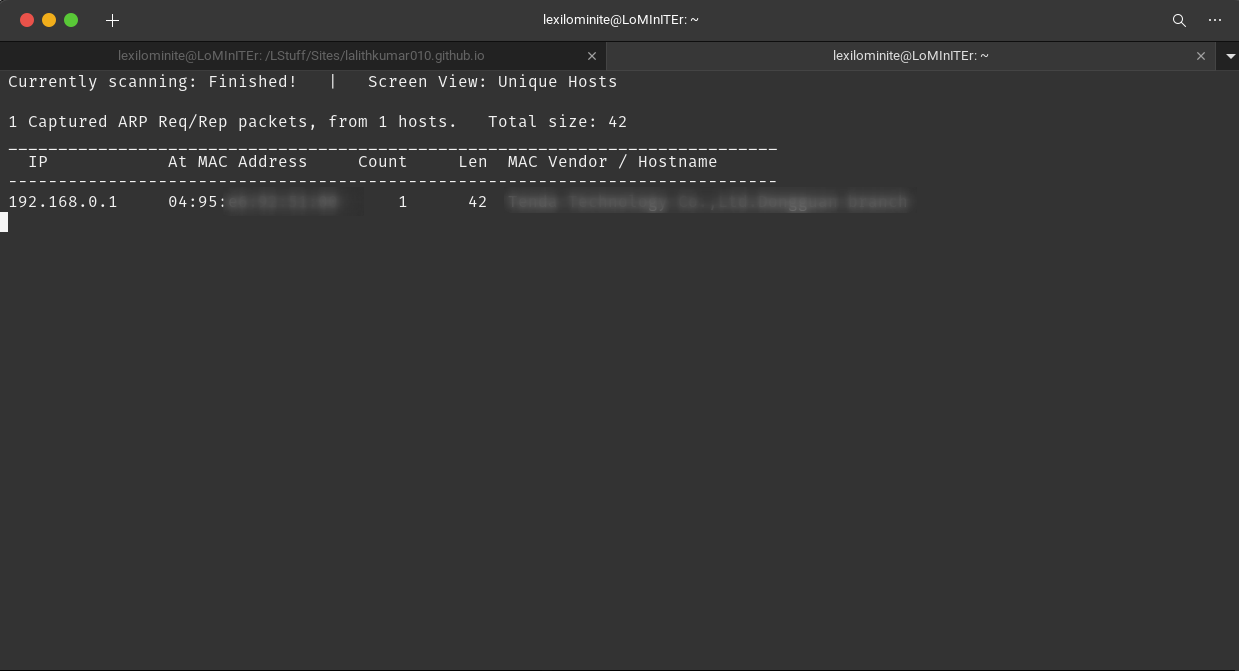 lexilominite@LoMInITEr: ~
lexilominite@LoMInITEr: /LStuff/Sites/lalithkumar010.github.io
lexilominite@LoMInITEr: ~
Currently scanning: Finished!   |   Screen View: Unique Hosts
1 Captured ARP Req/Rep packets, from 1 hosts.   Total size: 42
IP            At MAC Address     Count     Len  MAC Vendor / Hostname
192.168.0.1     04:95:     1      42